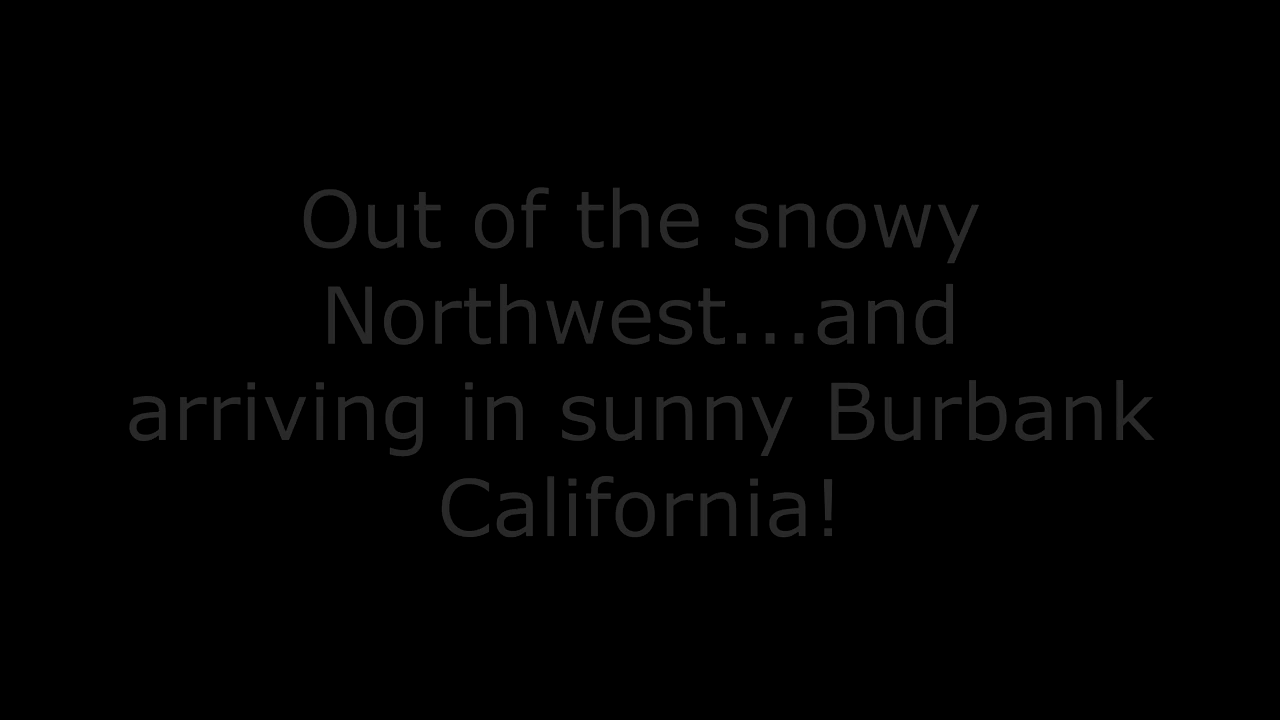 Out of the snowy
Northwest...and
arriving in sunny Burbank
California!